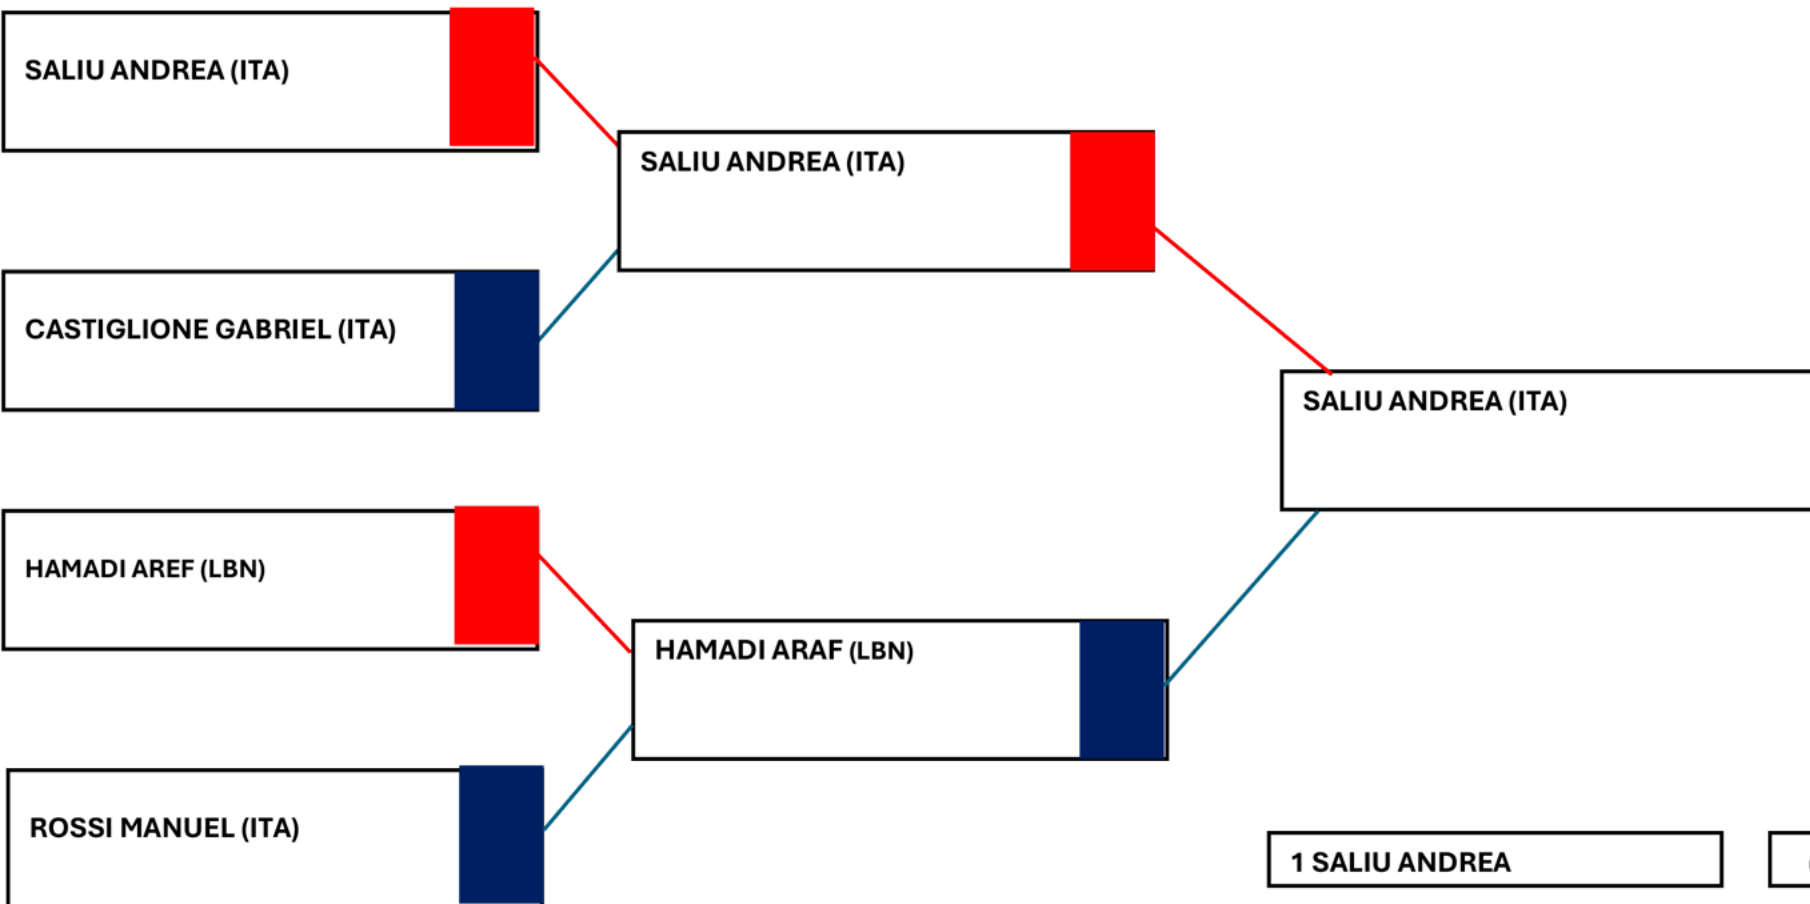 SALIU ANDREA (ITA)
SALIU ANDREA (ITA)
CASTIGLIONE GABRIEL (ITA)
SALIU ANDREA (ITA)
HAMADI AREF (LBN)
HAMADI ARAF (LBN)
ROSSI MANUEL (ITA)
1 SALIU ANDREA